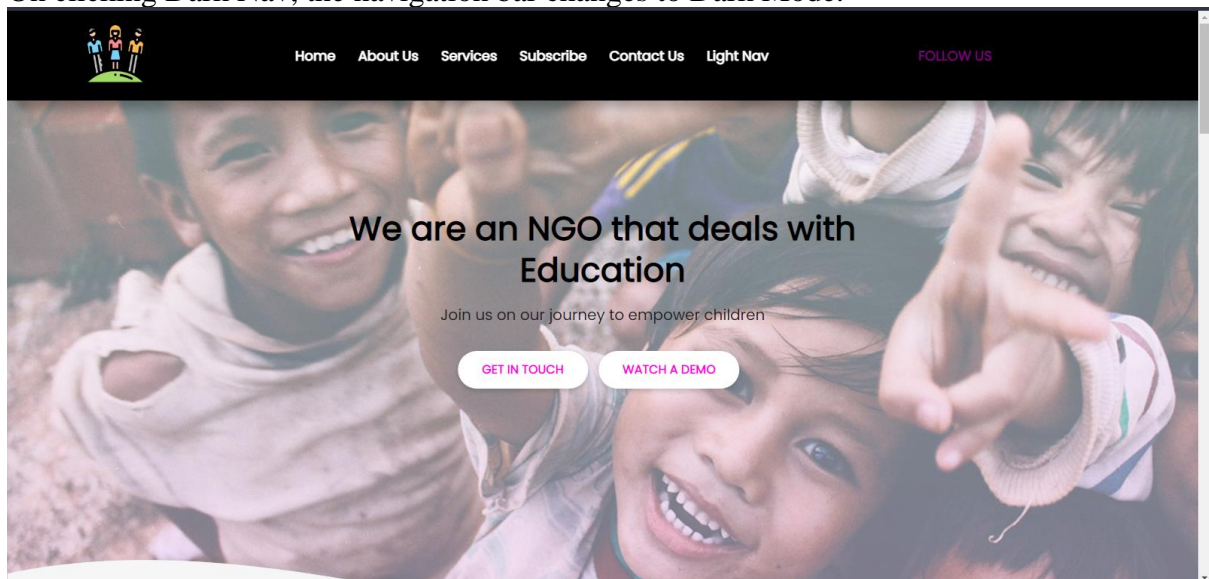 On clicking Dark Nav, the navigation bar changes to Dark Mode.
Home About Us Services Subscribe Contact Us Light Nav FOLLOW US
We are an NGO that deals with
Education
Join us on our journey to empower children
GET IN TOUCH WATCH A DEMO